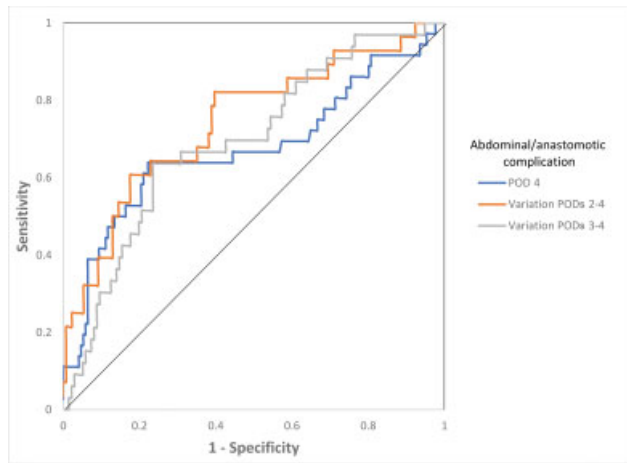 1
0.8
0.6
0.4
0.2
0
Sensitivity
0
0.2
0.4
0.6
0.8
1
1 - Specificity
Abdominal/anastomotic
complication
POD 4
Variation PODs 2-4
Variation PODs 3-4